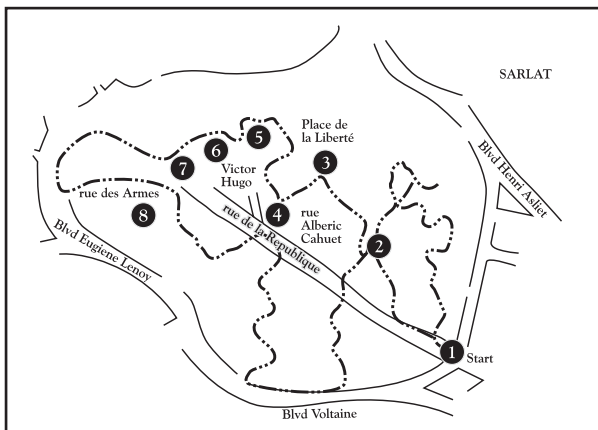 SARLAT
Blvd Henri Asliet
Place de
la Liberté
5
6
3
7
Victor
Hugo
rue des Armes
8
4
rue
Alberic
Cahuet
rue de la Republique
2
Blvd Eugiene Lenoy
1
Start
Blvd Voltaine